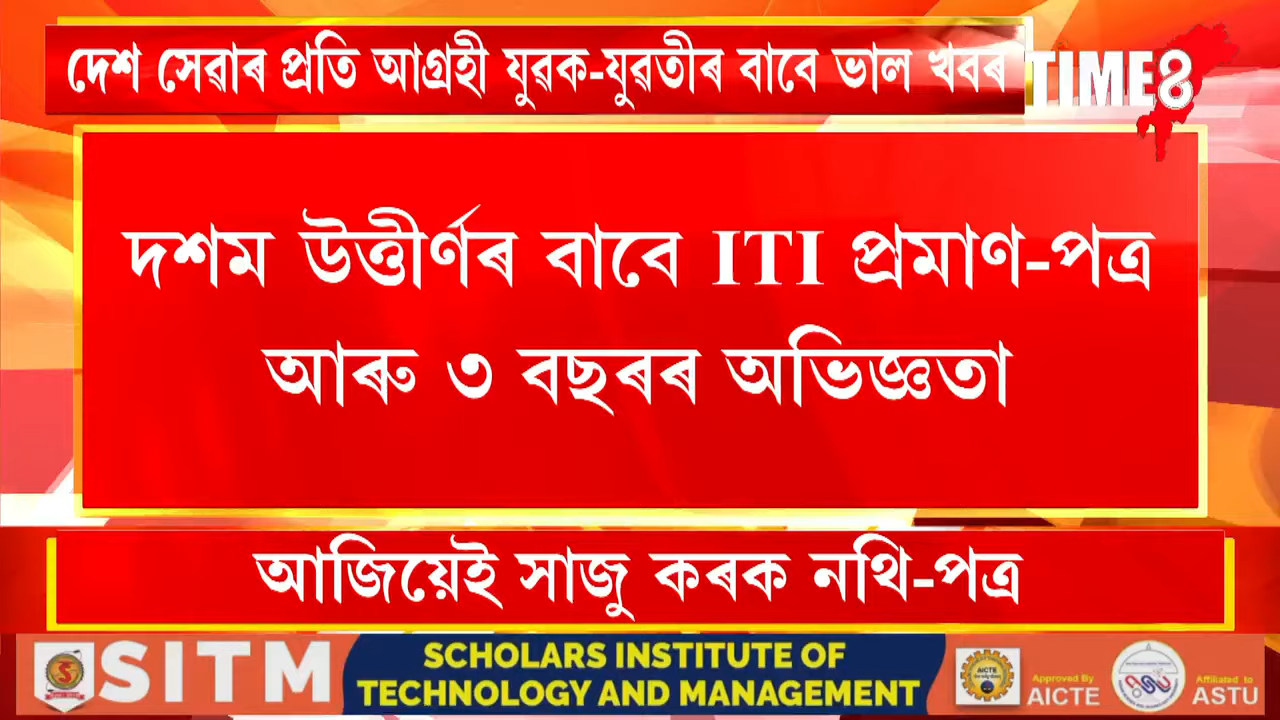 দেশ সেৱাৰ প্ৰতি আগ্ৰহী যুৱক-যুৱতীৰ বাবে ভাল খবৰ
TIME8
দশম উত্তীৰ্ণৰ বাবে ITI প্ৰমাণ-পত্ৰ
আৰু ৩ বছৰৰ অভিজ্ঞতা
আজিয়েই সাজু কৰক নথি-পত্ৰ
SITM
SCHOLARS INSTITUTE OF
TECHNOLOGY AND MANAGEMENT
AICTE
Approved By
AICTE
Affiliated to
ASTU